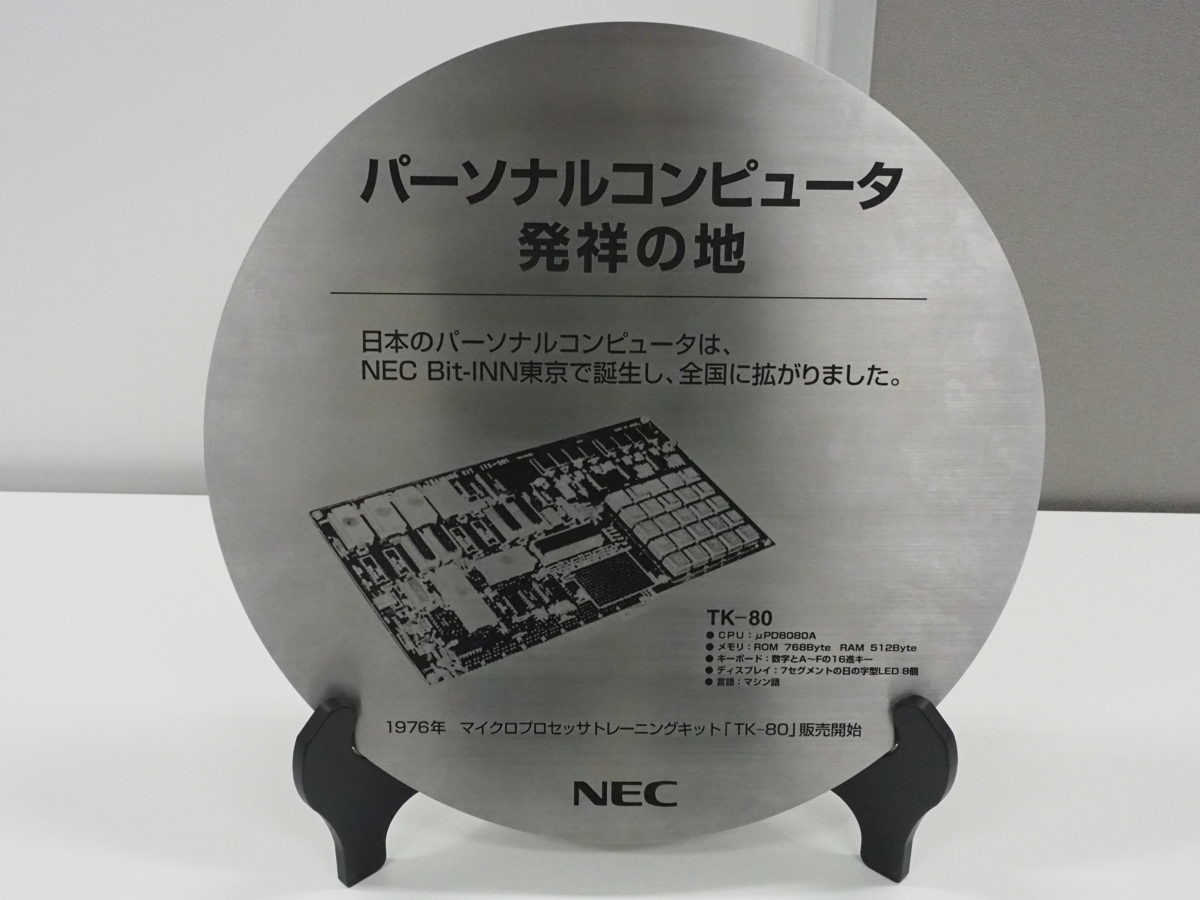 パーソナルコンピュータ
発祥の地
日本のパーソナルコンピュータは、
NEC Bit-INN東京で誕生し、全国に拡がりました。
TK-80
●CPU：μPD8080A
●メモリ：ROM 768Byte RAM 512Byte
●キーボード：数字とA～Fの16進キー
●ディスプレイ：7セグメントの日の字型LED 8個
●言語：マシン語
1976年 マイクロプロセッサトレーニングキット「TK-80」販売開始
NEC